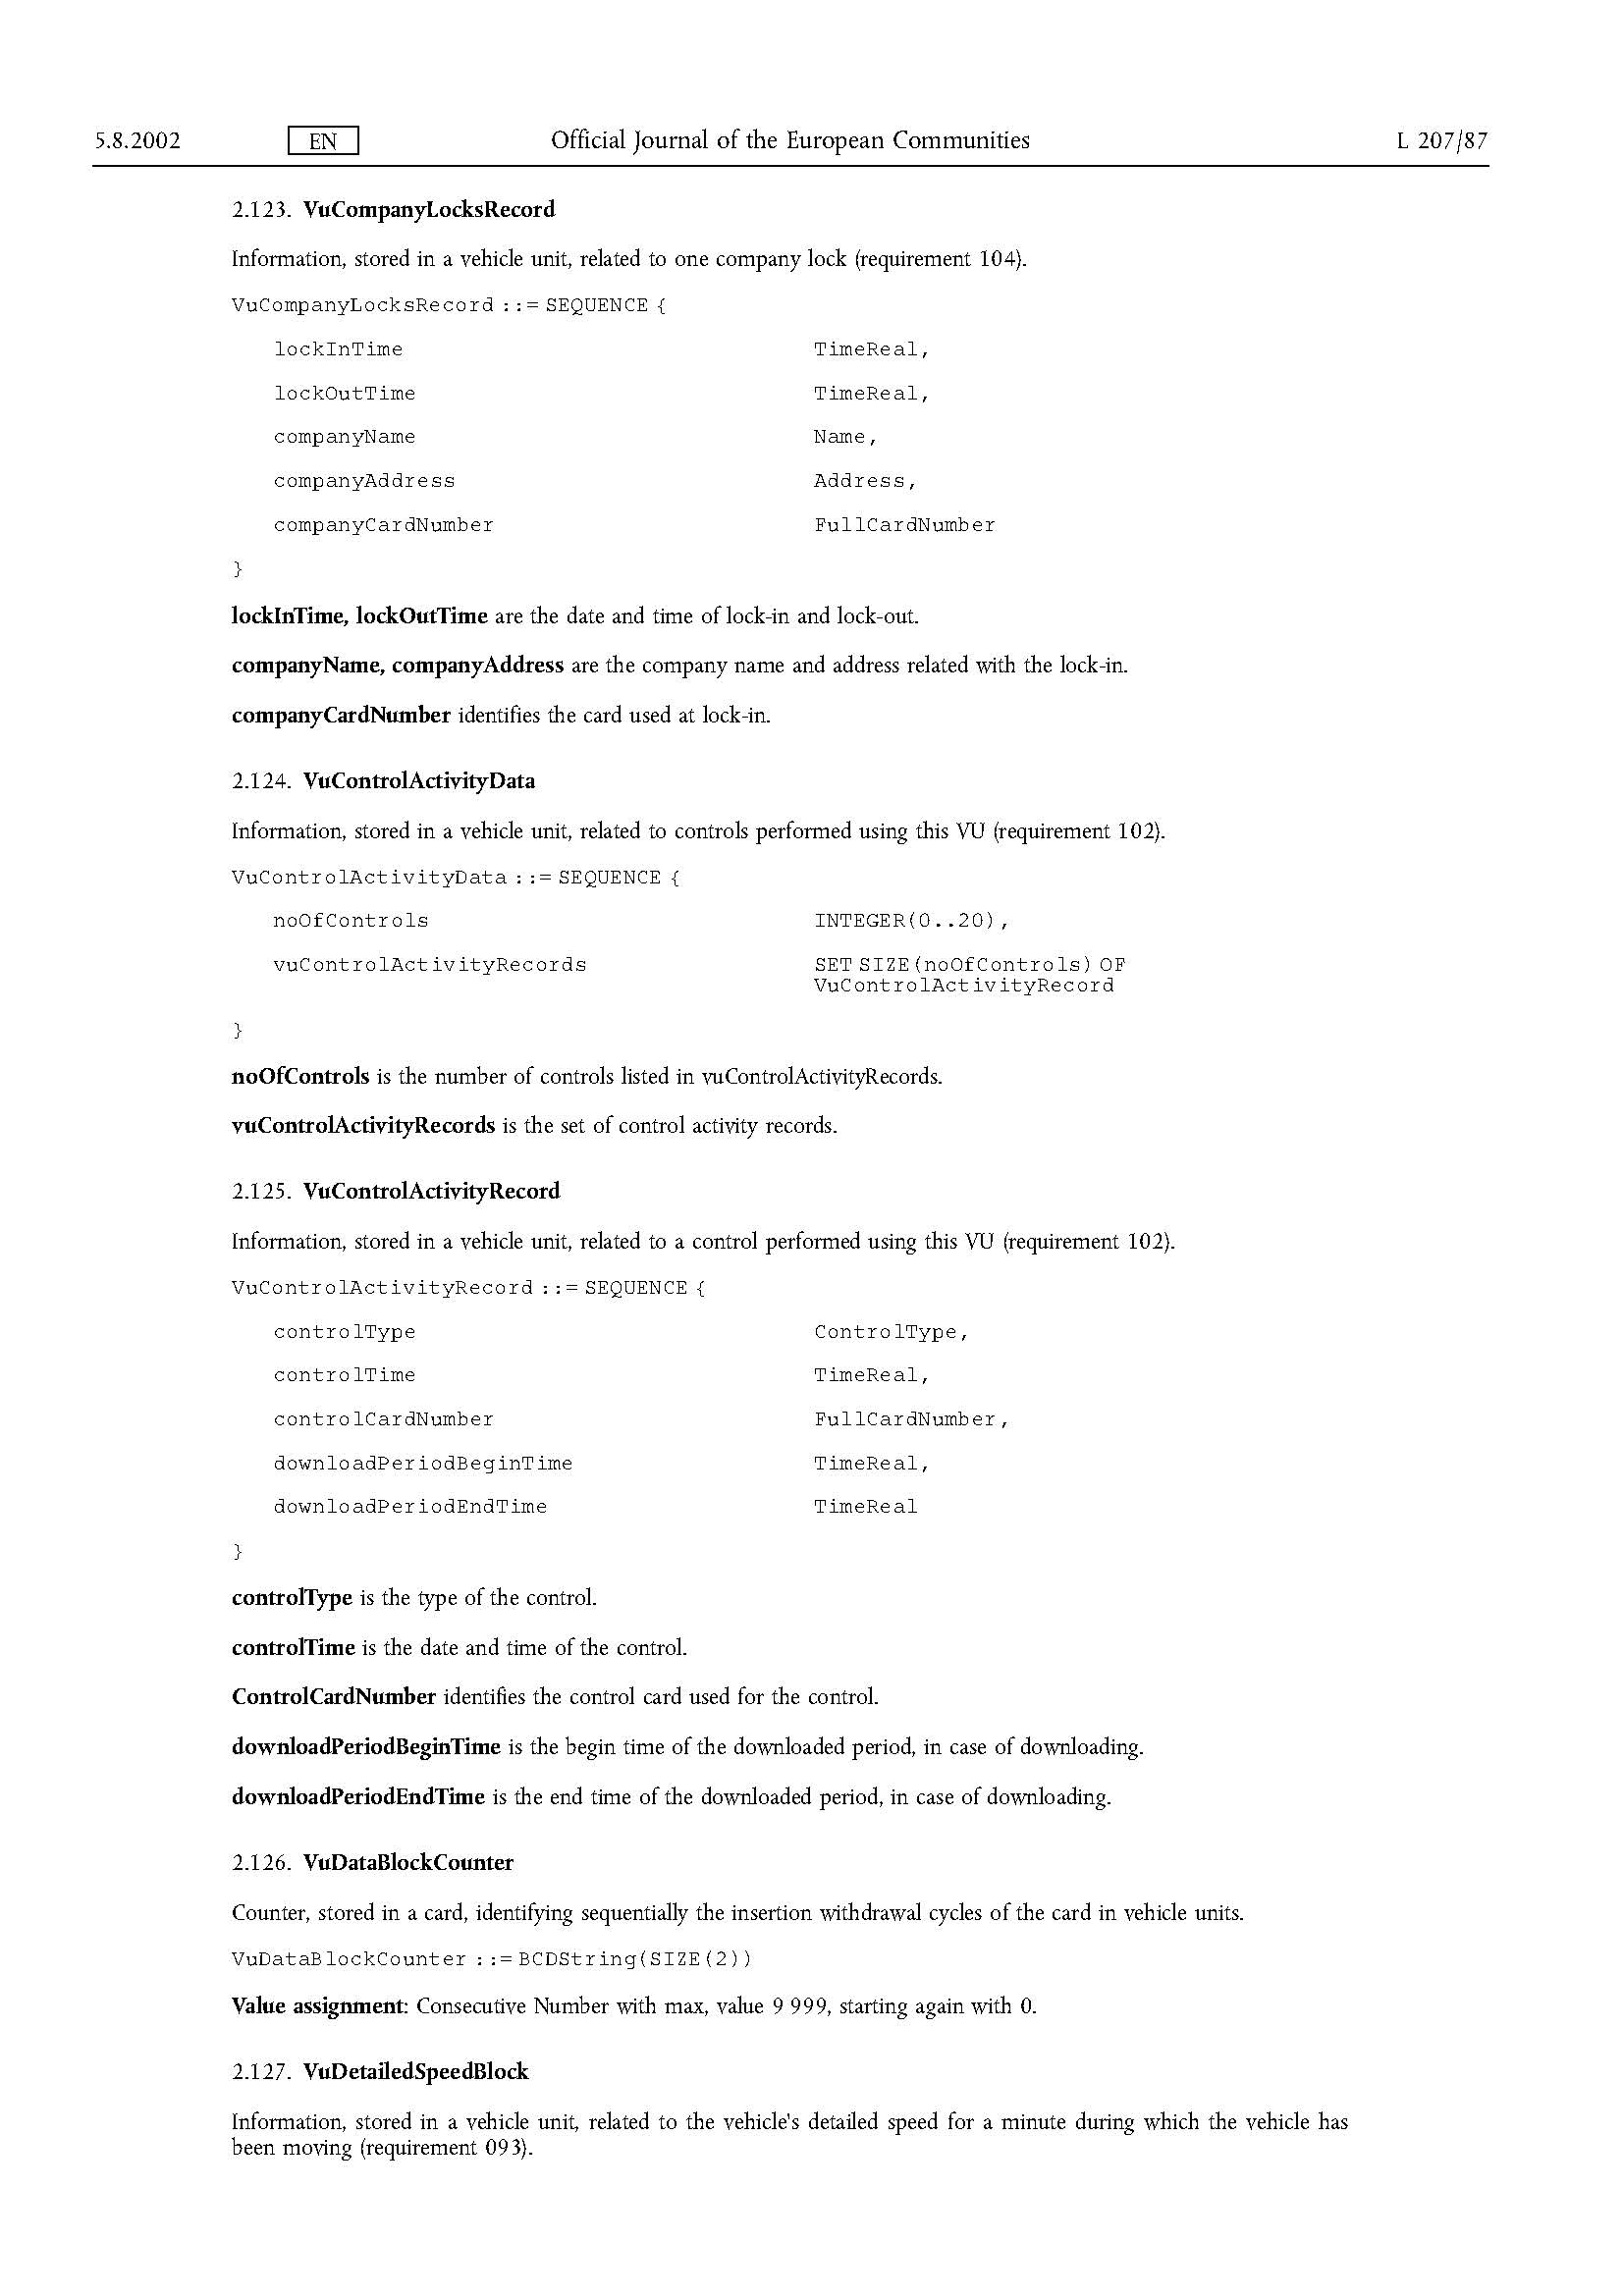 5.8.2002 EN Official Journal of the European Communities L 207/87
2.123. VuCompanyLocksRecord
Information, stored in a vehicle unit, related to one company lock (requirement 104).
VuCompanyLocksRecord ::= SEQUENCE {
lockInTime TimeReal,
lockOutTime TimeReal,
companyName Name,
companyAddress Address,
companyCardNumber FullCardNumber
}
lockInTime, lockOutTime are the date and time of lock-in and lock-out.
companyName, companyAddress are the company name and address related with the lock-in.
companyCardNumber identifies the card used at lock-in.
2.124. VuControlActivityData
Information, stored in a vehicle unit, related to controls performed using this VU (requirement 102).
VuControlActivityData ::= SEQUENCE {
noOfControls INTEGER(0..20),
vuControlActivityRecords SET SIZE(noOfControls) OF
VuControlActivityRecord
}
noOfControls is the number of controls listed in vuControlActivityRecords.
vuControlActivityRecords is the set of control activity records.
2.125. VuControlActivityRecord
Information, stored in a vehicle unit, related to a control performed using this VU (requirement 102).
VuControlActivityRecord ::= SEQUENCE {
controlType ControlType,
controlTime TimeReal,
controlCardNumber FullCardNumber,
downloadPeriodBeginTime TimeReal,
downloadPeriodEndTime TimeReal
}
controlType is the type of the control.
controlTime is the date and time of the control.
ControlCardNumber identifies the control card used for the control.
downloadPeriodBeginTime is the begin time of the downloaded period, in case of downloading.
downloadPeriodEndTime is the end time of the downloaded period, in case of downloading.
2.126. VuDataBlockCounter
Counter, stored in a card, identifying sequentially the insertion withdrawal cycles of the card in vehicle units.
VuDataBlockCounter ::= BCDString(SIZE(2))
Value assignment: Consecutive Number with max, value 9 999, starting again with 0.
2.127. VuDetailedSpeedBlock
Information, stored in a vehicle unit, related to the vehicle's detailed speed for a minute during which the vehicle has
been moving (requirement 093).